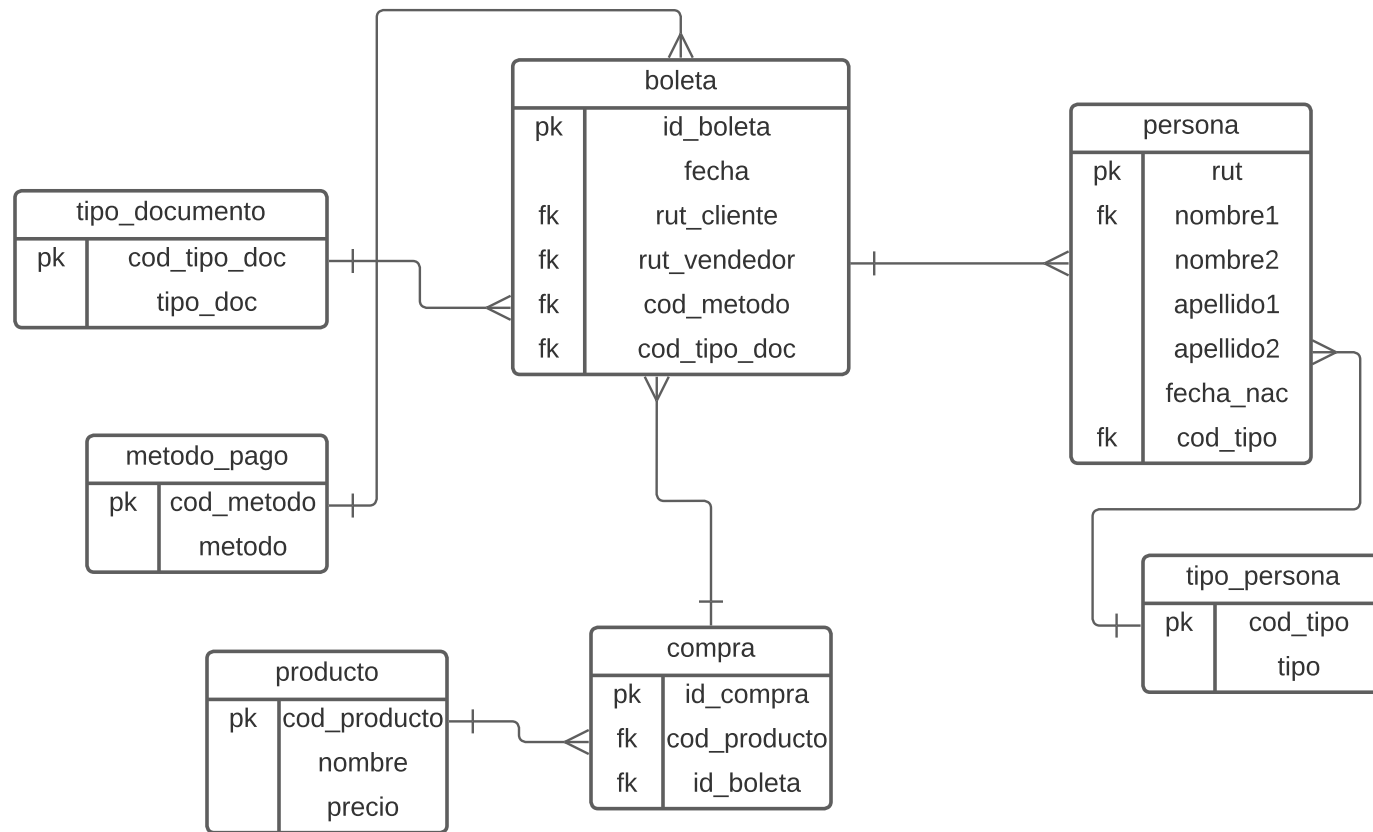 boleta
pk id_boleta
fecha
fk rut_cliente
fk rut_vendedor
fk cod_metodo
fk cod_tipo_doc
persona
pk rut
fk nombre1
nombre2
apellido1
apellido2
fecha_nac
fk cod_tipo
tipo_documento
pk cod_tipo_doc
tipo_doc
metodo_pago
pk cod_metodo
metodo
tipo_persona
pk cod_tipo
tipo
compra
pk id_compra
fk cod_producto
fk id_boleta
producto
pk cod_producto
nombre
precio